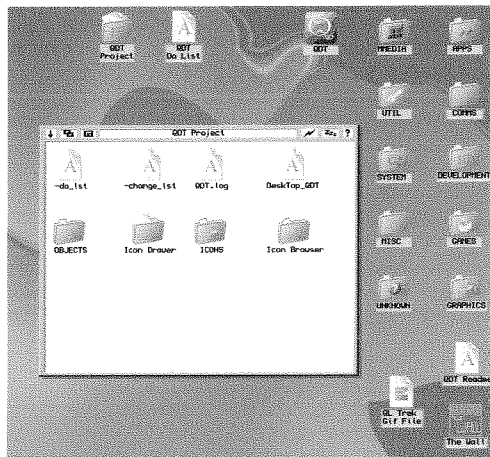 QDT
Project
QDT
Do List
QDT
MMEDIA
APPS
UTIL
COMMS
QDT Project
Zzz ?
-do_lst
-change_lst
QDT.log
DeskTop_QDT
SYSTEM
DEVELOPMENT
OBJECTS
Icon Drawer
ICONS
Icon Browser
MISC
GAMES
UNKNOWN
GRAPHICS
QDT Readme
QL Trek
Gif File
The Wall